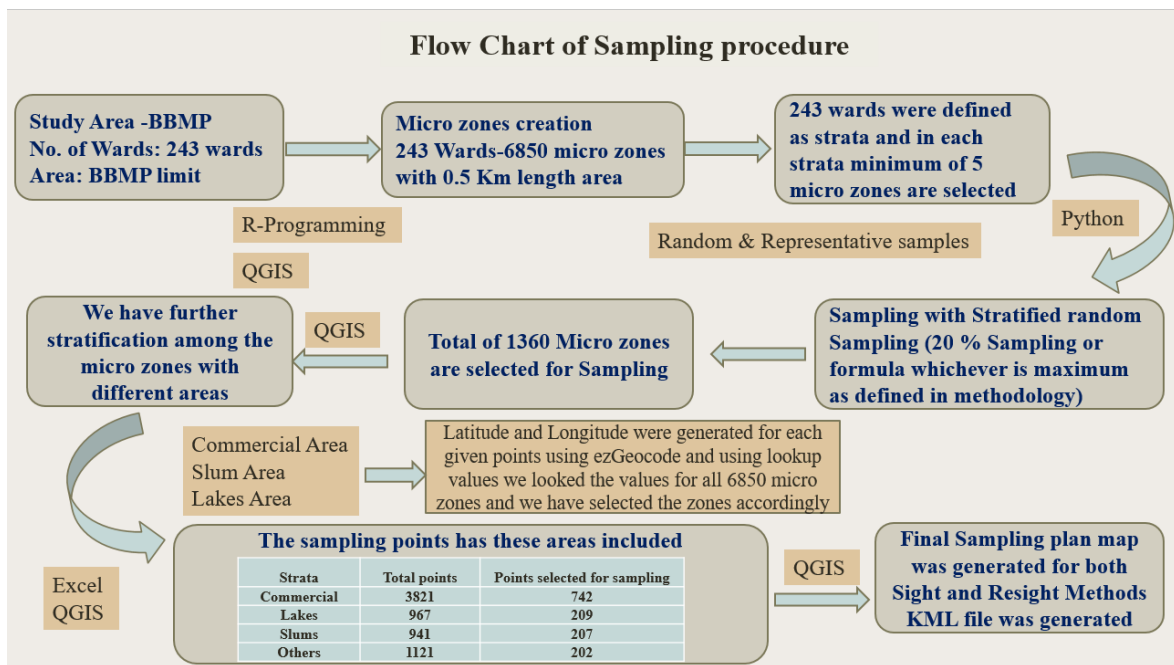 Flow Chart of Sampling procedure
Study Area -BBMP
No. of Wards: 243 wards
Area: BBMP limit
Micro zones creation
243 Wards-6850 micro zones
with 0.5 Km length area
243 wards were defined
as strata and in each
strata minimum of 5
micro zones are selected
R-Programming
QGIS
Random & Representative samples
Python
Sampling with Stratified random
Sampling (20 % Sampling or
formula whichever is maximum
as defined in methodology)
Total of 1360 Micro zones
are selected for Sampling
QGIS
We have further
stratification among the
micro zones with
different areas
Commercial Area
Slum Area
Lakes Area
Latitude and Longitude were generated for each
given points using ezGeocode and using lookup
values we looked the values for all 6850 micro
zones and we have selected the zones accordingly
Excel
QGIS
The sampling points has these areas included
Strata Total points Points selected for sampling
Commercial 3821 742
Lakes 967 209
Slums 941 207
Others 1121 202
QGIS
Final Sampling plan map
was generated for both
Sight and Resight Methods
KML file was generated